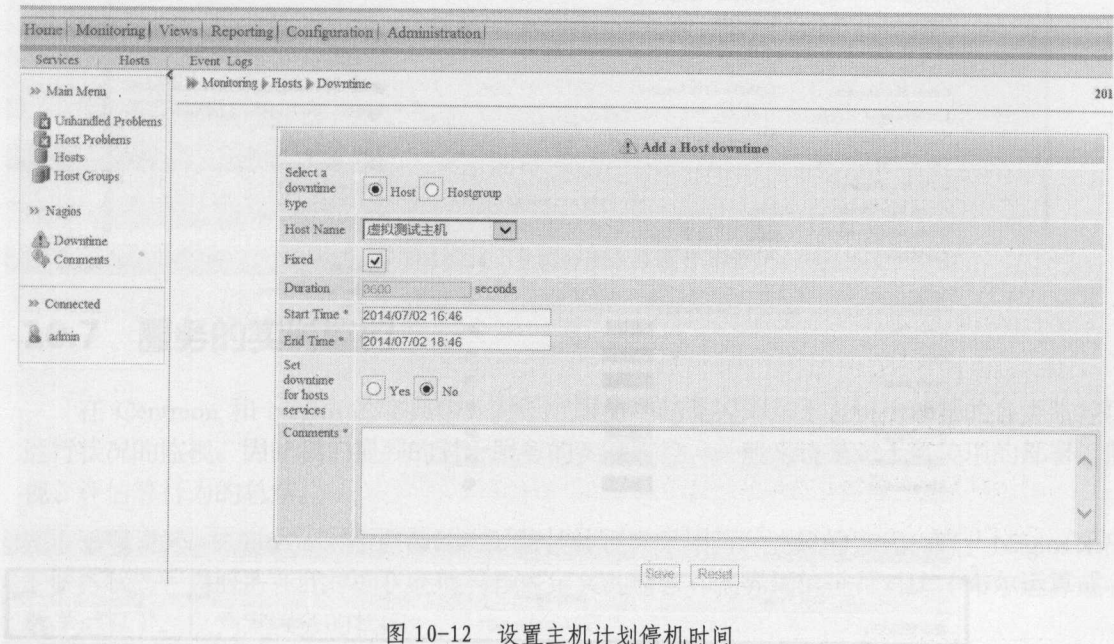 Home| Monitoring| Views| Reporting| Configuration| Administration|
Services Hosts Event Logs
Main Menu
Unhandled Problems
Host Problems
Hosts
Host Groups
Nagios
Downtime
Comments
Connected
admin
Monitoring Hosts Downtime
201
Add a Host downtime
Select a
downtime
type
Host Hostgroup
Host Name 虚拟测试主机
Fixed
Duration 3600 seconds
Start Time * 2014/07/02 16:46
End Time * 2014/07/02 18:46
Set
downtime
for hosts
services
Yes No
Comments *
Save Reset
图 10-12 设置主机计划停机时间